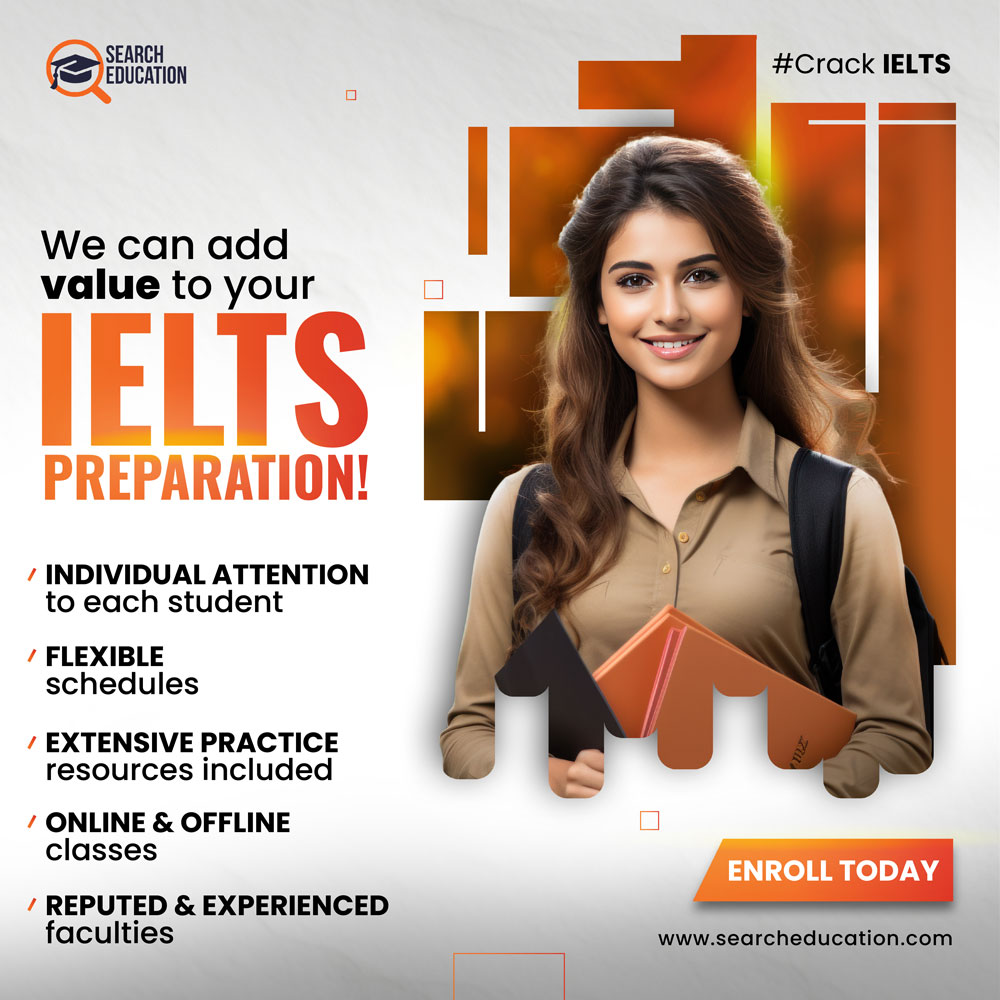 SEARCH
EDUCATION
#Crack IELTS
We can add
value to your
IELTS
PREPARATION!
INDIVIDUAL ATTENTION
to each student
FLEXIBLE
schedules
EXTENSIVE PRACTICE
resources included
ONLINE & OFFLINE
classes
REPUTED & EXPERIENCED
faculties
ENROLL TODAY
www.searcheducation.com